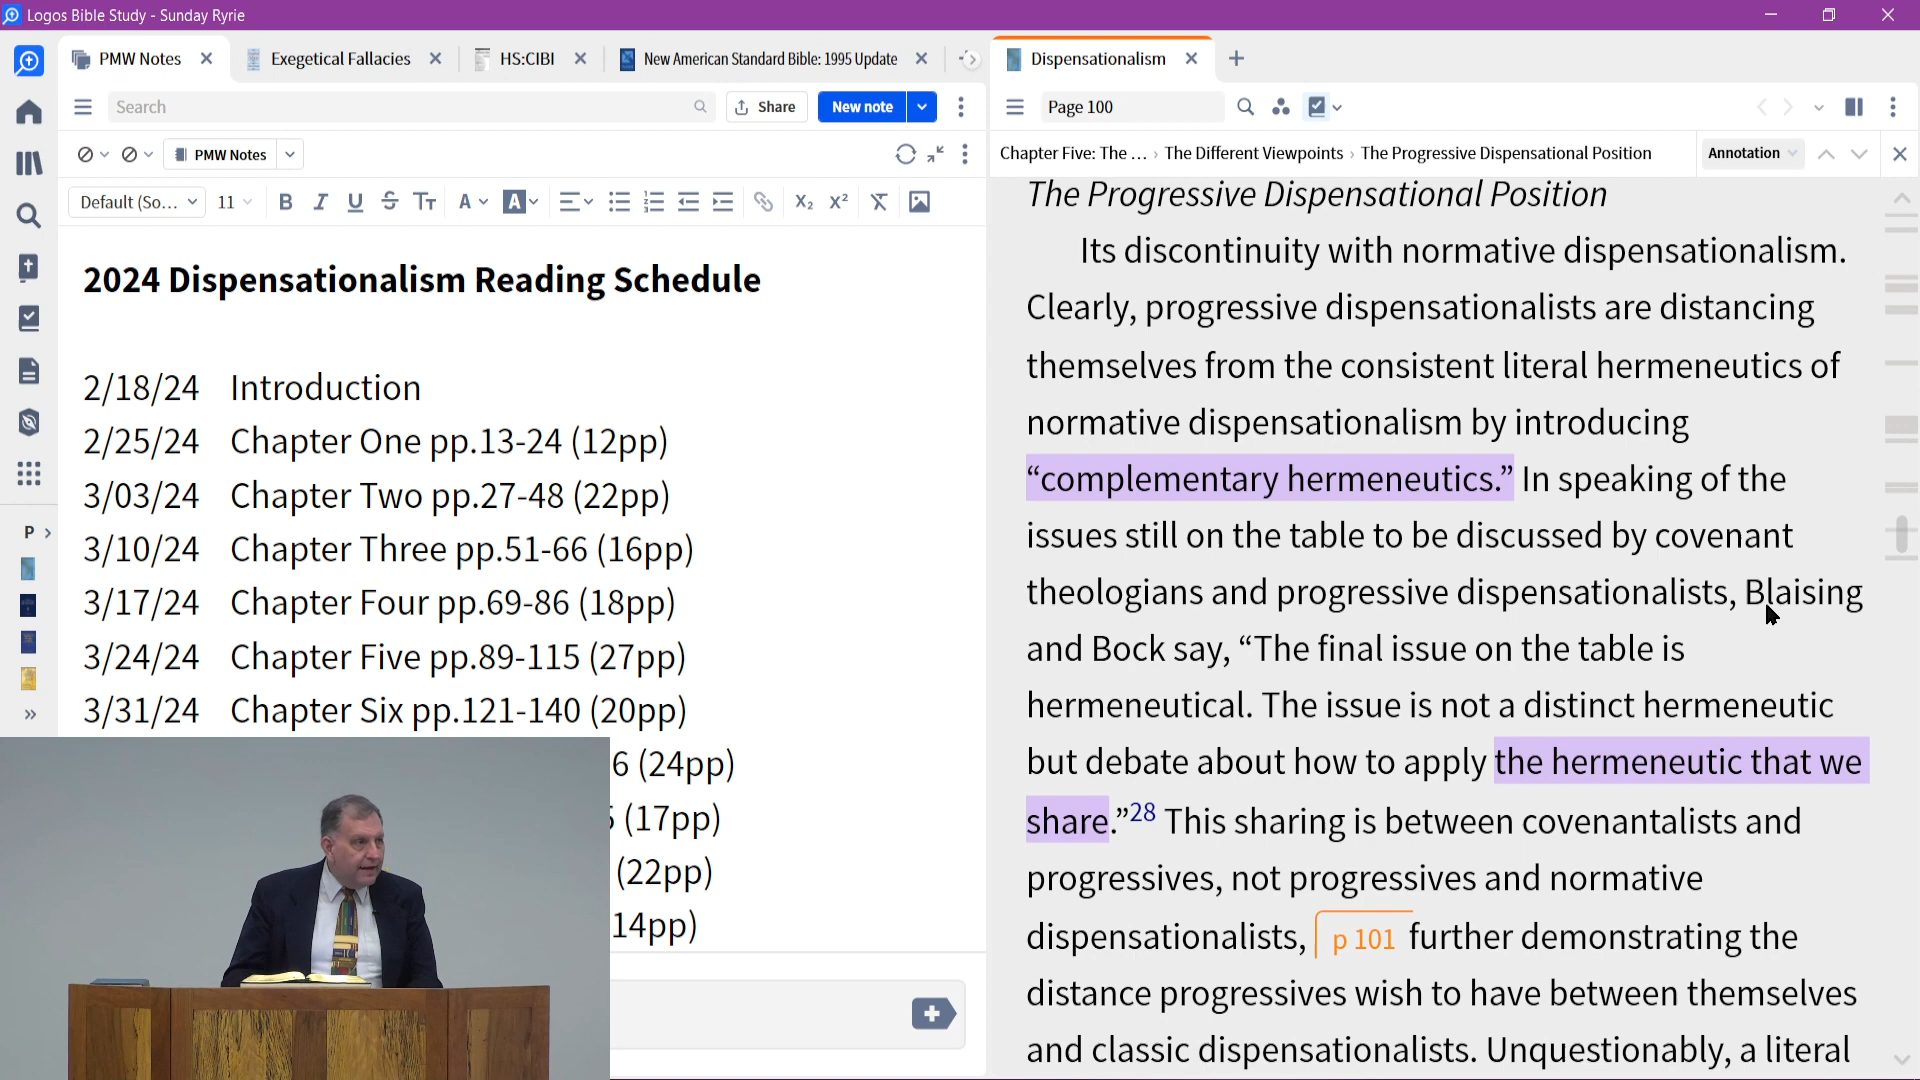 Logos Bible Study - Sunday Ryrie
PMW Notes
Exegetical Fallacies
HS:CIBI
New American Standard Bible: 1995 Update
Search
Share
New note
PMW Notes
Default (So...
11
B I U S Tт A A
X₂ X²
P
2024 Dispensationalism Reading Schedule
2/18/24 Introduction
2/25/24 Chapter One pp.13-24 (12pp)
3/03/24 Chapter Two pp.27-48 (22pp)
3/10/24 Chapter Three pp.51-66 (16pp)
3/17/24 Chapter Four pp.69-86 (18pp)
3/24/24 Chapter Five pp.89-115 (27pp)
3/31/24 Chapter Six pp.121-140 (20pp)
6 (24pp)
(17pp)
(22pp)
14pp)
Dispensationalism
Page 100
Chapter Five: The ... › The Different Viewpoints › The Progressive Dispensational Position
Annotation
The Progressive Dispensational Position
Its discontinuity with normative dispensationalism.
Clearly, progressive dispensationalists are distancing
themselves from the consistent literal hermeneutics of
normative dispensationalism by introducing
“complementary hermeneutics.” In speaking of the
issues still on the table to be discussed by covenant
theologians and progressive dispensationalists, Blaising
and Bock say, “The final issue on the table is
hermeneutical. The issue is not a distinct hermeneutic
but debate about how to apply the hermeneutic that we
share.”28 This sharing is between covenantalists and
progressives, not progressives and normative
dispensationalists, p 101 further demonstrating the
distance progressives wish to have between themselves
and classic dispensationalists. Unquestionably, a literal